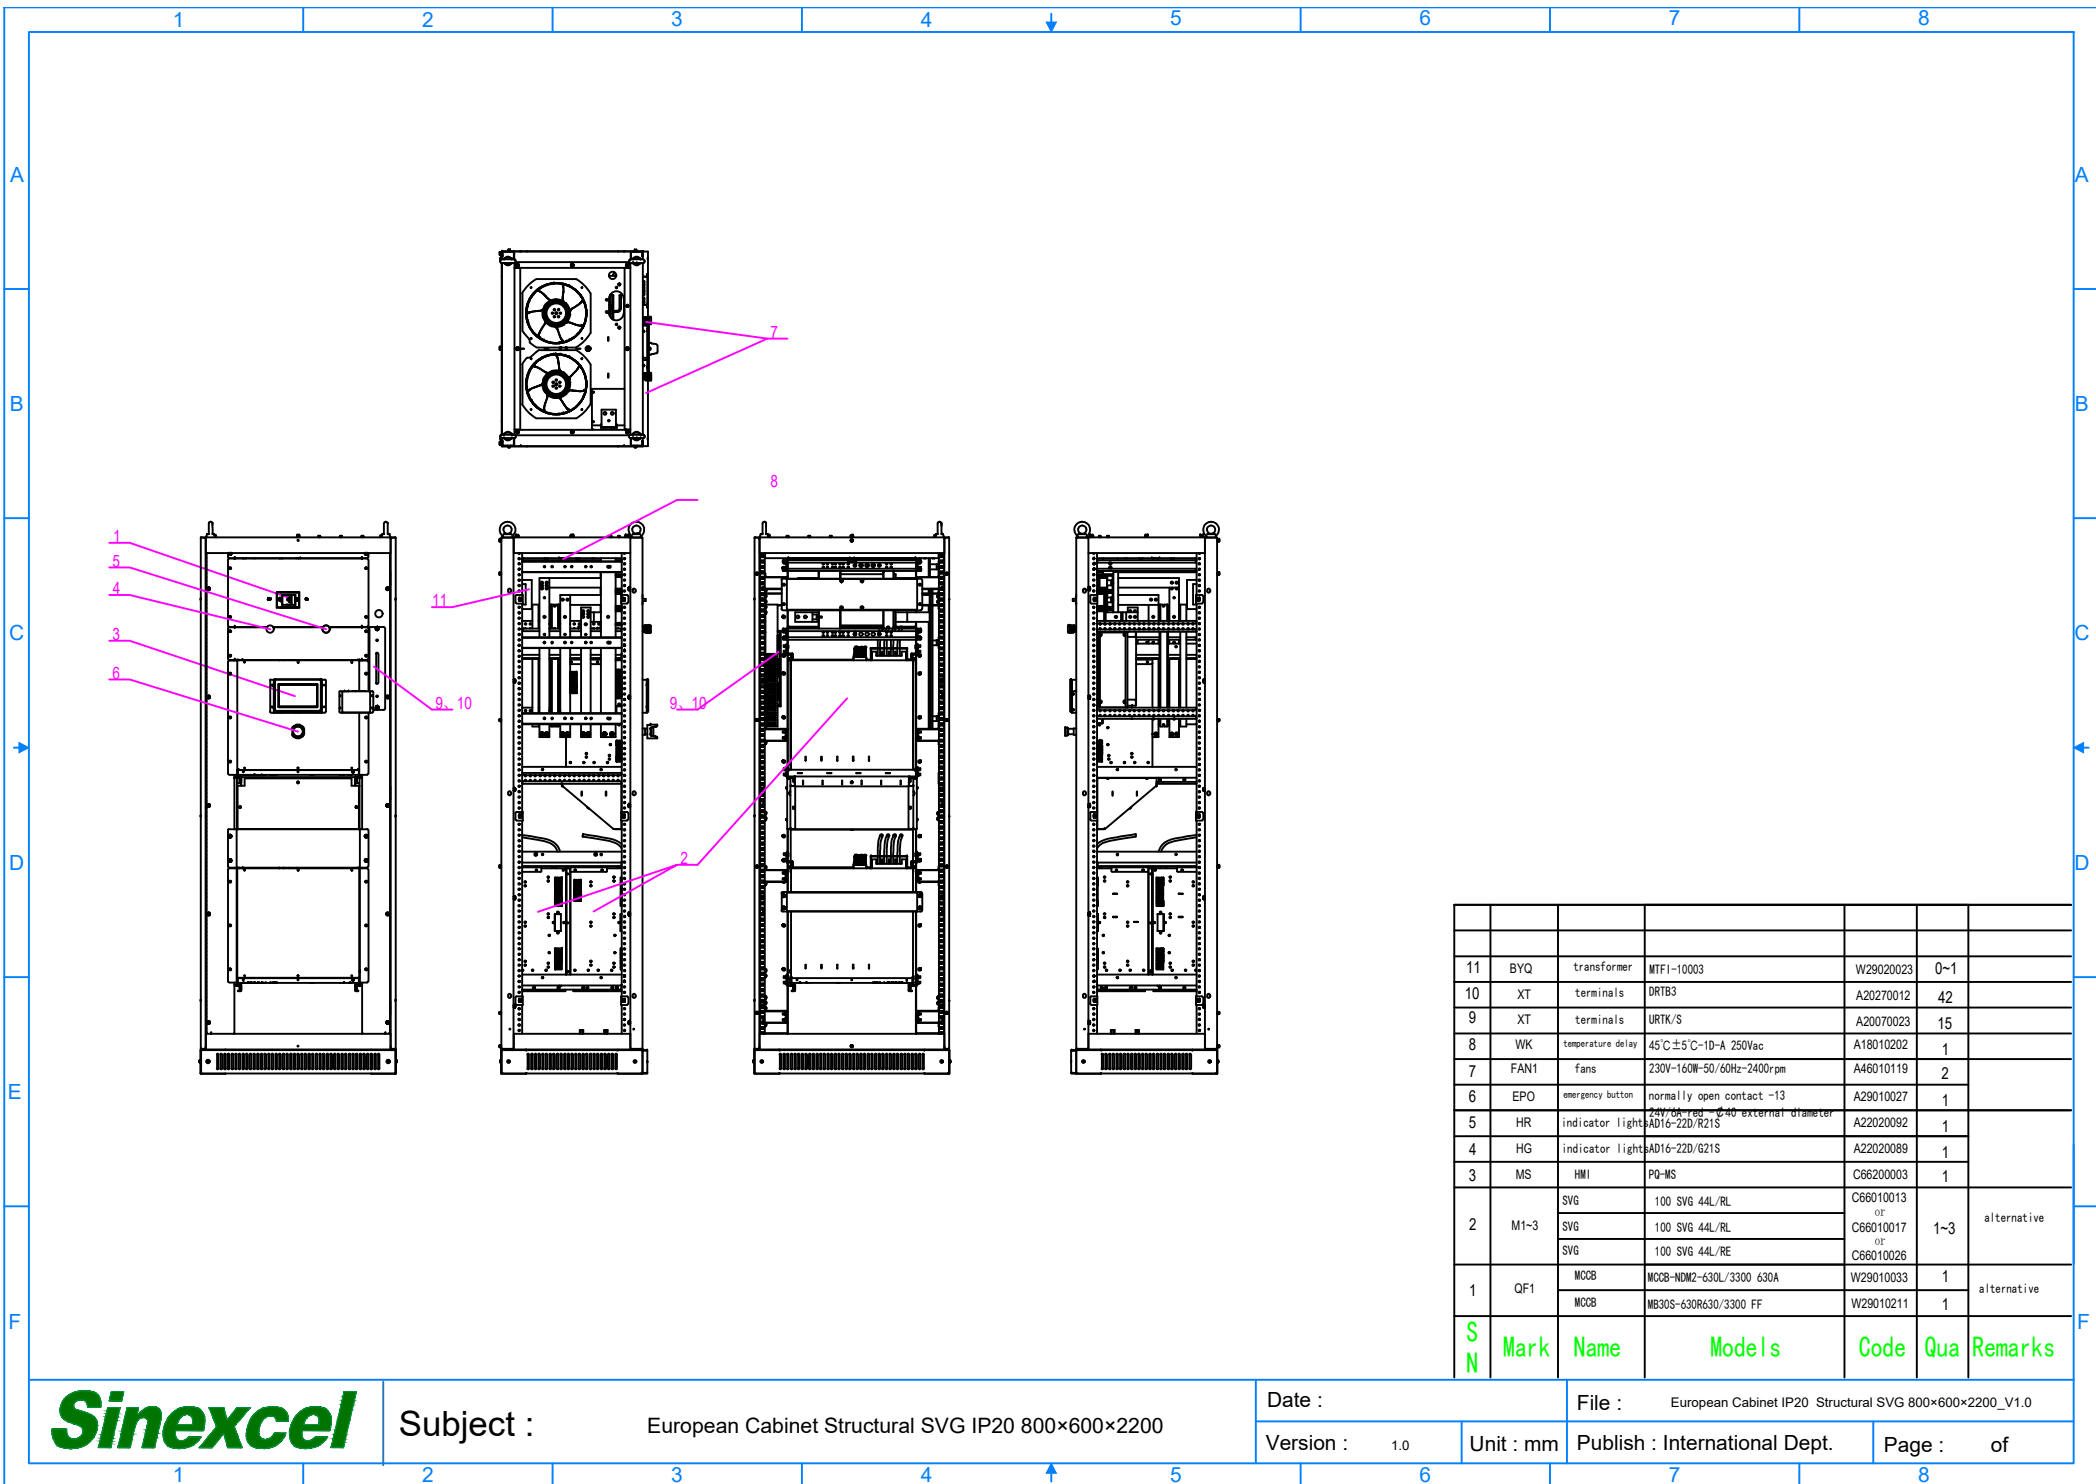 1 2 3 4 5 6 7 8
A A
B B
C C
D D
E
F F
7
8
1
5
4
3
6
9、10
11
9、10
2
11 BYQ transformer MTFI-10003 W29020023 0~1
10 XT terminals DRTB3 A20270012 42
9 XT terminals URTK/S A20070023 15
8 WK temperature delay 45℃±5℃-1D-A 250Vac A18010202 1
7 FAN1 fans 230V-160W-50/60Hz-2400rpm A46010119 2
6 EPO emergency button normally open contact -13 A29010027 1
24V/6A-red -₵40 external diameter
5 HR indicator lights AD16-22D/R21S A22020092 1
4 HG indicator lights AD16-22D/G21S A22020089 1
3 MS HMI PQ-MS C66200003 1
2 M1~3 SVG 100 SVG 44L/RL C66010013 1~3 alternative
or
SVG 100 SVG 44L/RL C66010017
or
SVG 100 SVG 44L/RE C66010026
1 QF1 MCCB MCCB-NDM2-630L/3300 630A W29010033 1 alternative
MCCB MB30S-630R630/3300 FF W29010211 1
SN Mark Name Models Code Qua Remarks
Sinexcel
Subject : European Cabinet Structural SVG IP20 800×600×2200
Date : File : European Cabinet IP20 Structural SVG 800×600×2200_V1.0
Version : 1.0 Unit : mm Publish : International Dept. Page : of
1 2 3 4 5 6 7 8